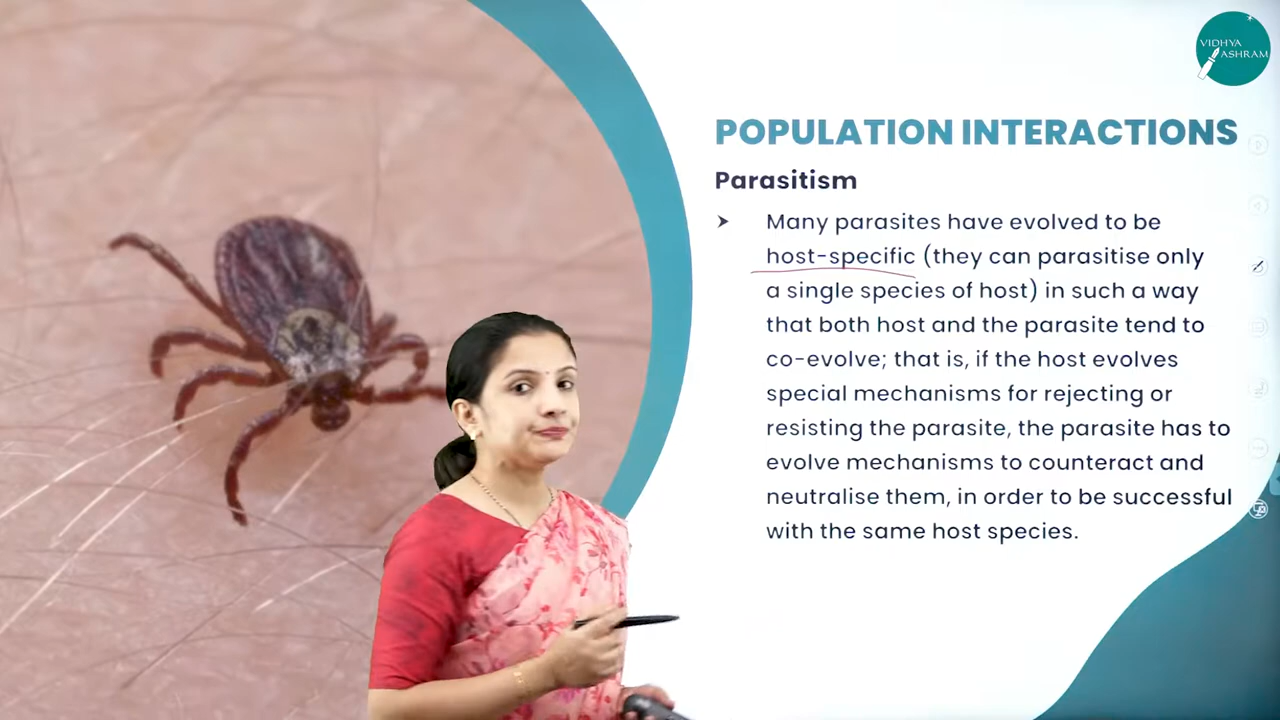 VIDHYA
ASHRAM
POPULATION INTERACTIONS
Parasitism
➤ Many parasites have evolved to be
host-specific (they can parasitise only
a single species of host) in such a way
that both host and the parasite tend to
co-evolve; that is, if the host evolves
special mechanisms for rejecting or
resisting the parasite, the parasite has to
evolve mechanisms to counteract and
neutralise them, in order to be successful
with the same host species.